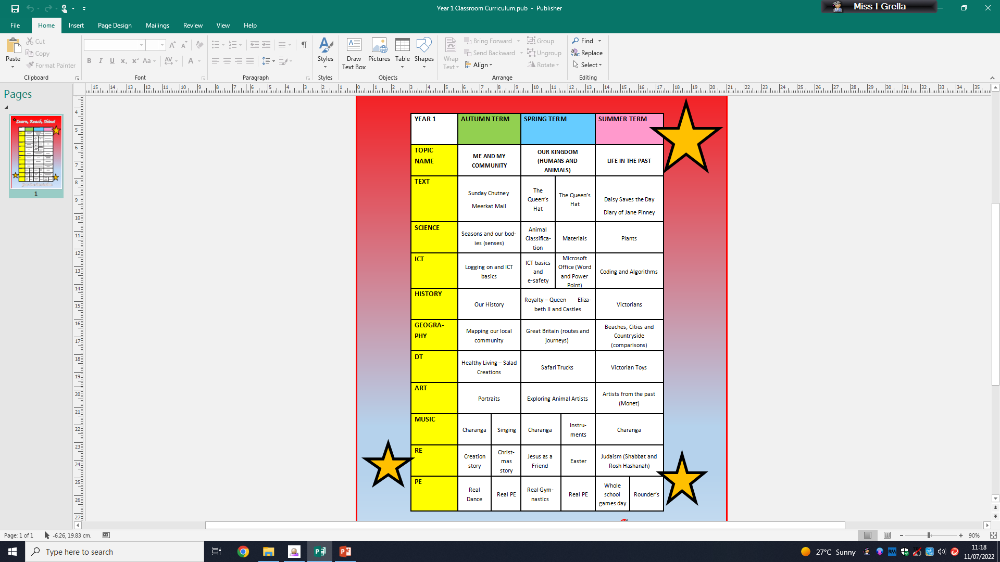 Year 1 Classroom Curriculum.pub - Publisher
Miss I Grella
File Home Insert Page Design Mailings Review View Help
Paste
Cut
Copy
Format Painter
Clipboard
Font
Paragraph
Styles
Styles
Draw
Text Box
Pictures
Table
Shapes
Objects
Wrap
Text
Bring Forward
Send Backward
Align
Group
Ungroup
Rotate
Arrange
Find
Replace
Select
Editing
Pages
Learn, Reach, Shine!
1
YEAR 1 AUTUMN TERM SPRING TERM SUMMER TERM
TOPIC
NAME
ME AND MY
COMMUNITY
OUR KINGDOM
(HUMANS AND
ANIMALS)
LIFE IN THE PAST
TEXT
Sunday Chutney
Meerkat Mail
The
Queen's
Hat
The Queen's
Hat
Daisy Saves the Day
Diary of Jane Pinney
SCIENCE
Seasons and our bod-
ies (senses)
Animal
Classifica-
tion
Materials
Plants
ICT
Logging on and ICT
basics
ICT basics
and
e-safety
Microsoft
Office (Word
and Power
Point)
Coding and Algorithms
HISTORY
Our History
Royalty – Queen Eliza-
beth II and Castles
Victorians
GEOGRA-
PHY
Mapping our local
community
Great Britain (routes and
journeys)
Beaches, Cities and
Countryside
(comparisons)
DT
Healthy Living – Salad
Creations
Safari Trucks
Victorian Toys
ART
Portraits
Exploring Animal Artists
Artists from the past
(Monet)
MUSIC
Charanga
Singing
Charanga
Instru-
ments
Charanga
RE
Creation
story
Christ-
mas
story
Jesus as a
Friend
Easter
Judaism (Shabbat and
Rosh Hashanah)
PE
Real
Dance
Real PE
Real Gym-
nastics
Real PE
Whole
school
games day
Rounder's
Page: 1 of 1
-6.26, 19.83 cm.
90%
Type here to search
27°C Sunny
11:18
11/07/2022